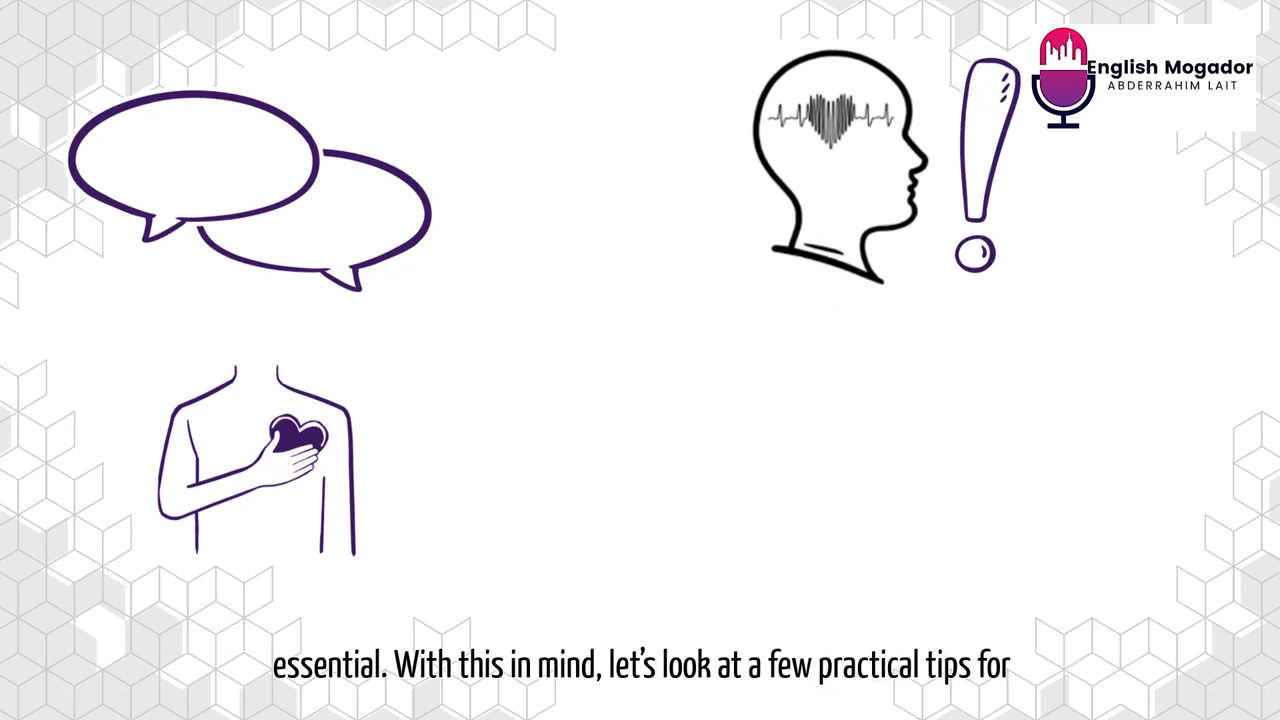 English Mogador
ABDERRAHIM LAIT
essential. With this in mind, let's look at a few practical tips for